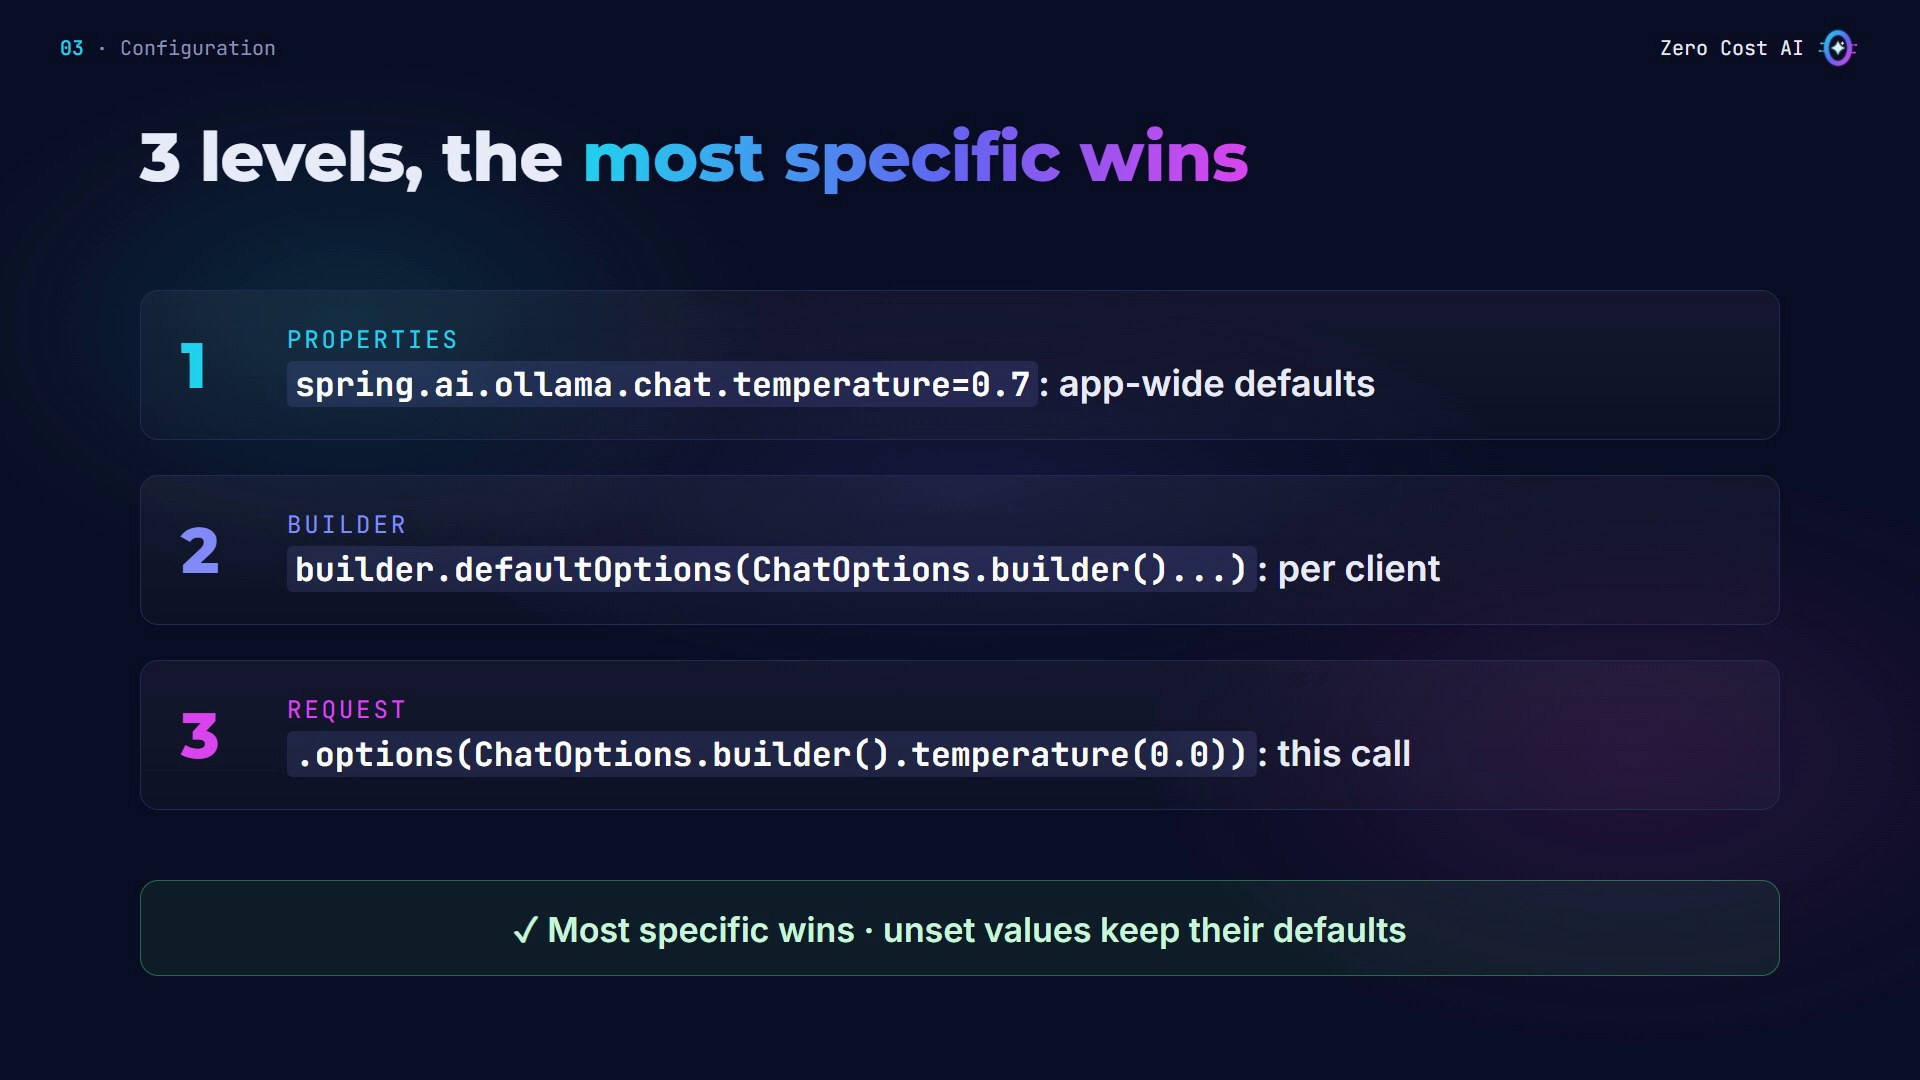 03 · Configuration
Zero Cost AI
3 levels, the most specific wins
1
PROPERTIES
spring.ai.ollama.chat.temperature=0.7: app-wide defaults
2
BUILDER
builder.defaultOptions(ChatOptions.builder()...): per client
3
REQUEST
.options(ChatOptions.builder().temperature(0.0)): this call
✓ Most specific wins · unset values keep their defaults